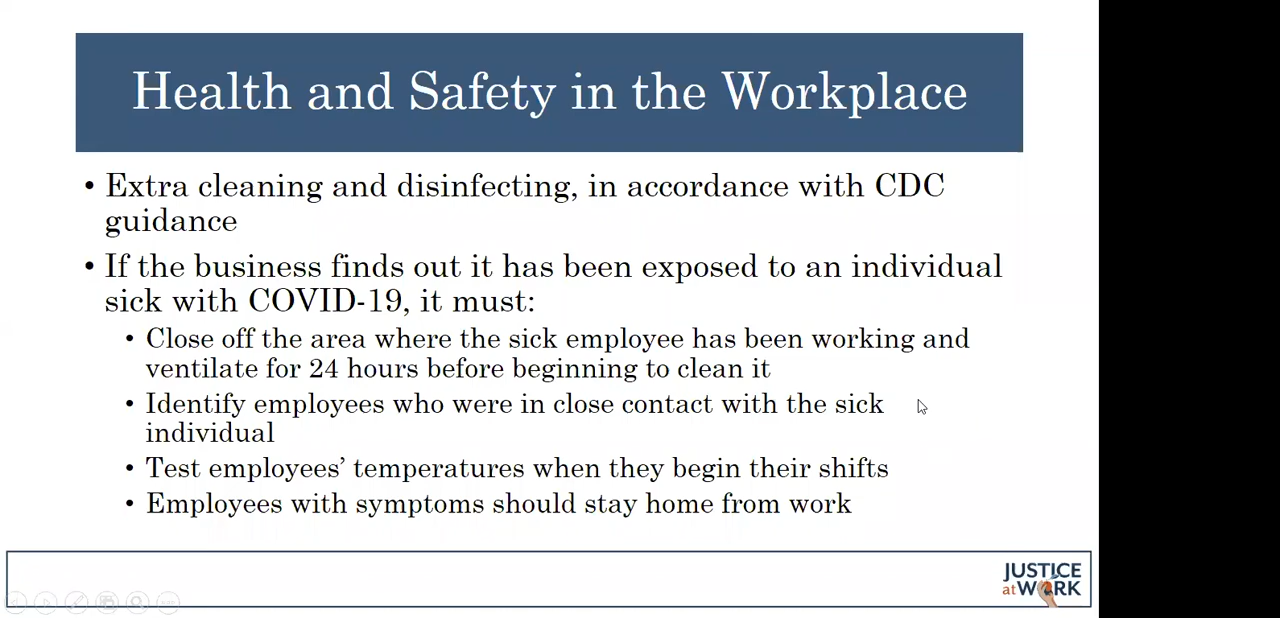 Health and Safety in the Workplace
• Extra cleaning and disinfecting, in accordance with CDC
guidance
• If the business finds out it has been exposed to an individual
sick with COVID-19, it must:
• Close off the area where the sick employee has been working and
ventilate for 24 hours before beginning to clean it
• Identify employees who were in close contact with the sick
individual
• Test employees’ temperatures when they begin their shifts
• Employees with symptoms should stay home from work
JUSTICE
at WORK